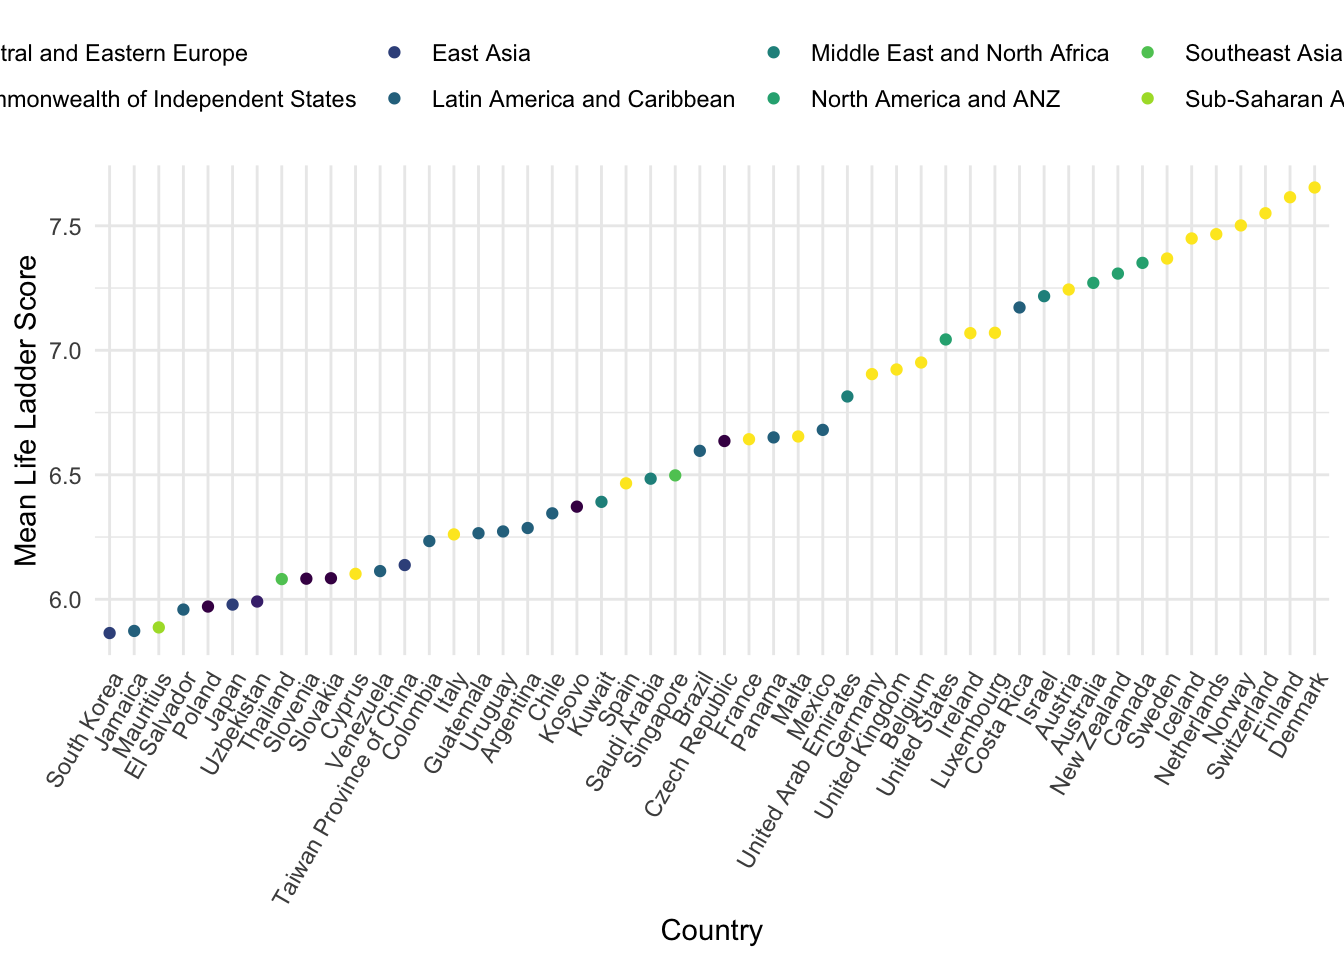 tral and Eastern Europe East Asia Middle East and North Africa Southeast Asia
mmonwealth of Independent States Latin America and Caribbean North America and ANZ Sub-Saharan A
Mean Life Ladder Score
7.5
7.0
6.5
6.0
South Korea
Jamaica
Mauritius
El Salvador
Poland
Japan
Uzbekistan
Thailand
Slovenia
Slovakia
Cyprus
Venezuela
Taiwan Province of China
Colombia
Italy
Guatemala
Uruguay
Argentina
Chile
Kosovo
Kuwait
Spain
Saudi Arabia
Singapore
Brazil
Czech Republic
France
Panama
Malta
Mexico
United Arab Emirates
Germany
United Kingdom
Belgium
United States
Ireland
Luxembourg
Costa Rica
Israel
Austria
Australia
New Zealand
Canada
Sweden
Iceland
Netherlands
Norway
Switzerland
Finland
Denmark
Country